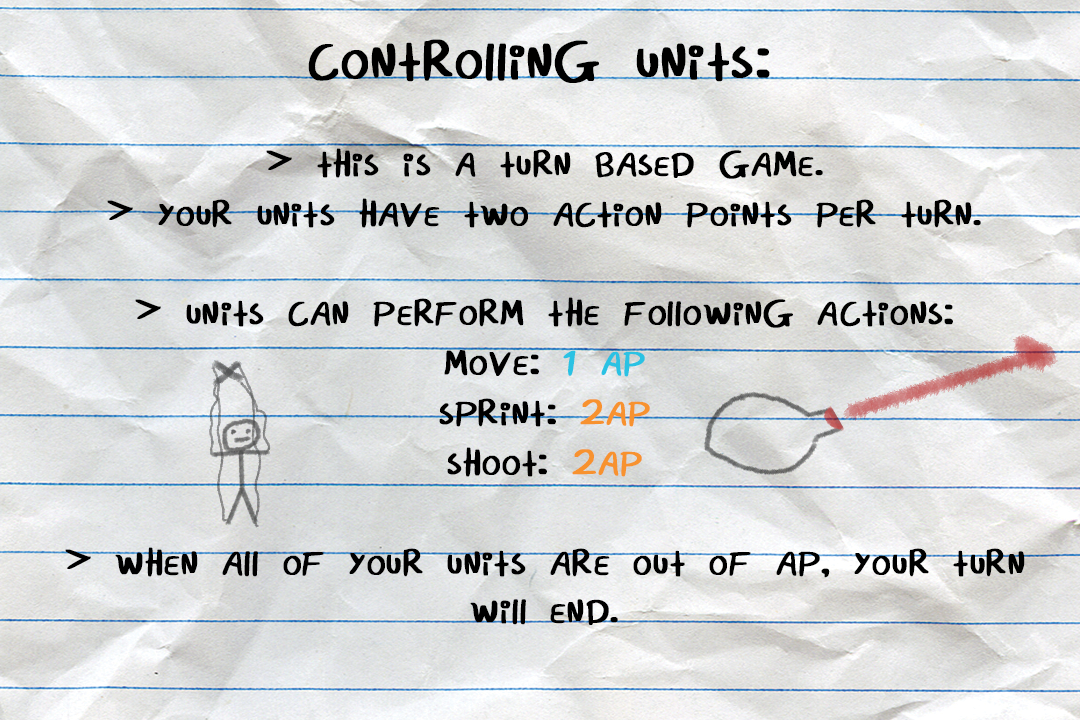 CONTROLLING UNITS:
> THIS IS A TURN BASED GAME.
> YOUR UNITS HAVE TWO ACTION POINTS PER TURN.
> UNITS CAN PERFORM THE FOLLOWING ACTIONS:
MOVE: 1 AP
SPRINT: 2AP
SHOOT: 2AP
> WHEN ALL OF YOUR UNITS ARE OUT OF AP, YOUR TURN
WILL END.